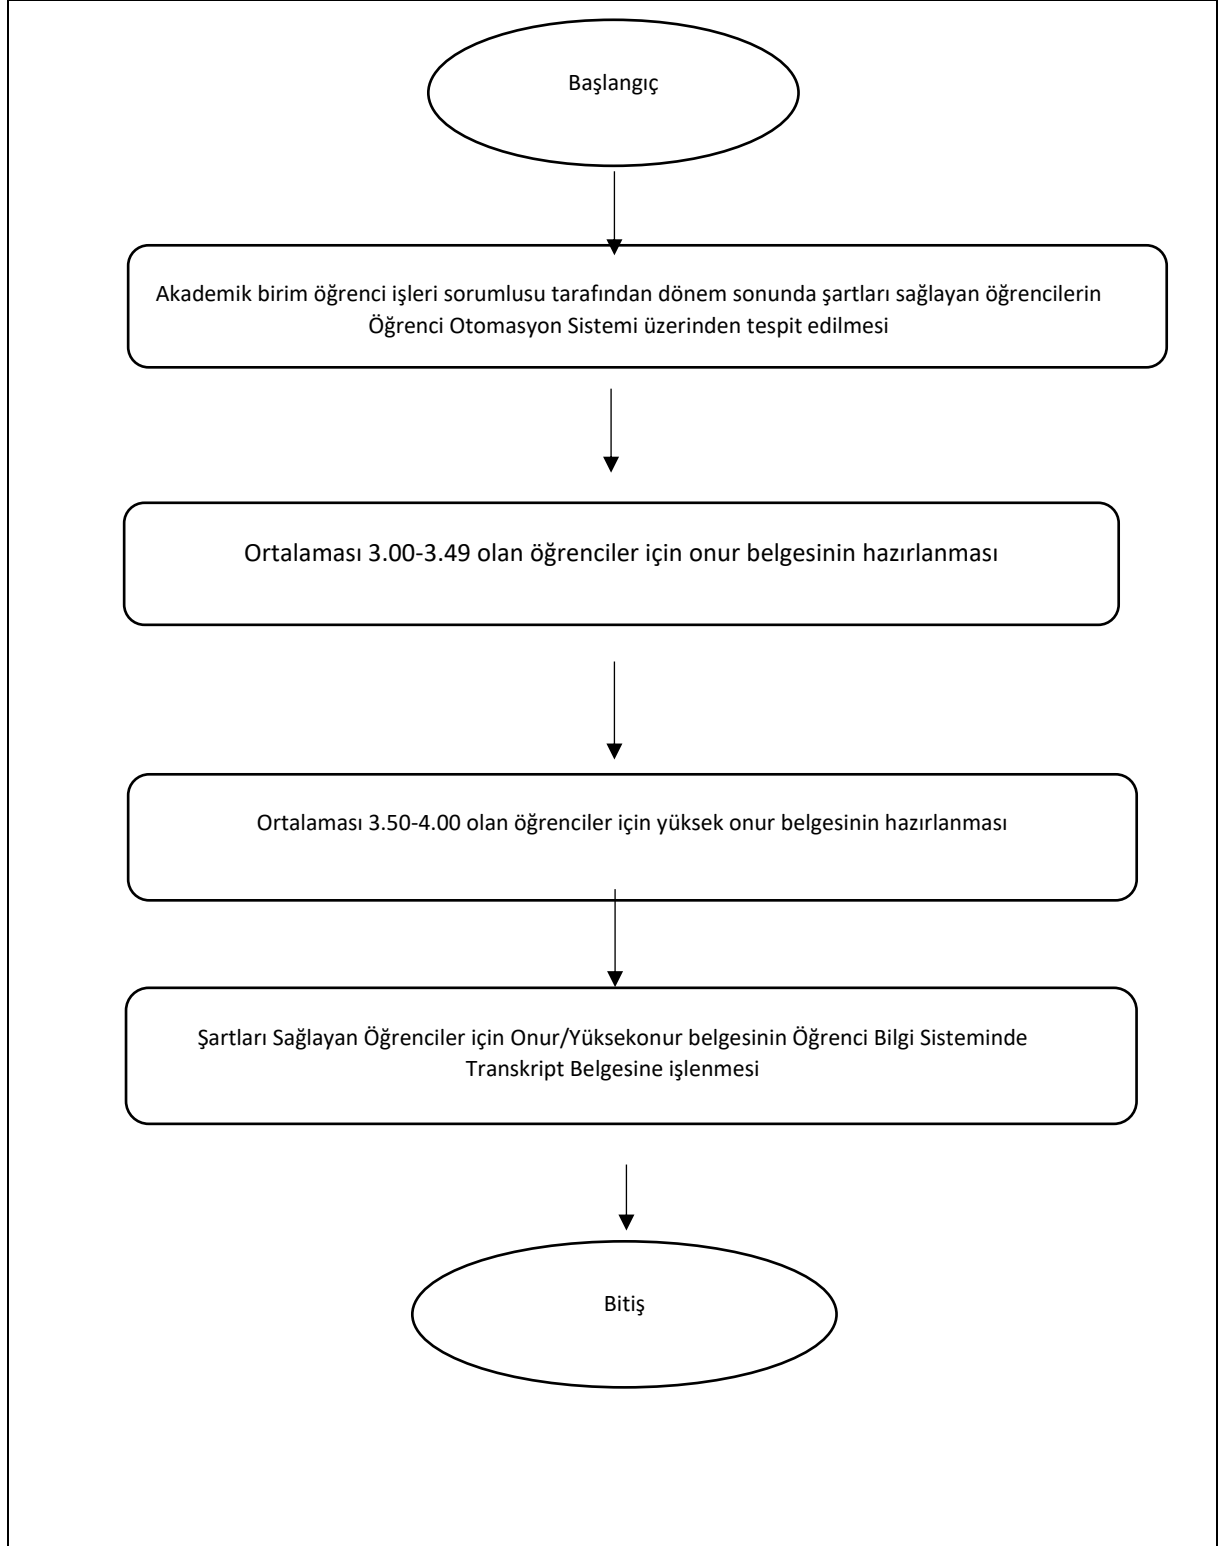 Başlangıç
Akademik birim öğrenci işleri sorumlusu tarafından dönem sonunda şartları sağlayan öğrencilerin
Öğrenci Otomasyon Sistemi üzerinden tespit edilmesi
Ortalaması 3.00-3.49 olan öğrenciler için onur belgesinin hazırlanması
Ortalaması 3.50-4.00 olan öğrenciler için yüksek onur belgesinin hazırlanması
Şartları Sağlayan Öğrenciler için Onur/Yüksekonur belgesinin Öğrenci Bilgi Sisteminde
Transkript Belgesine işlenmesi
Bitiş